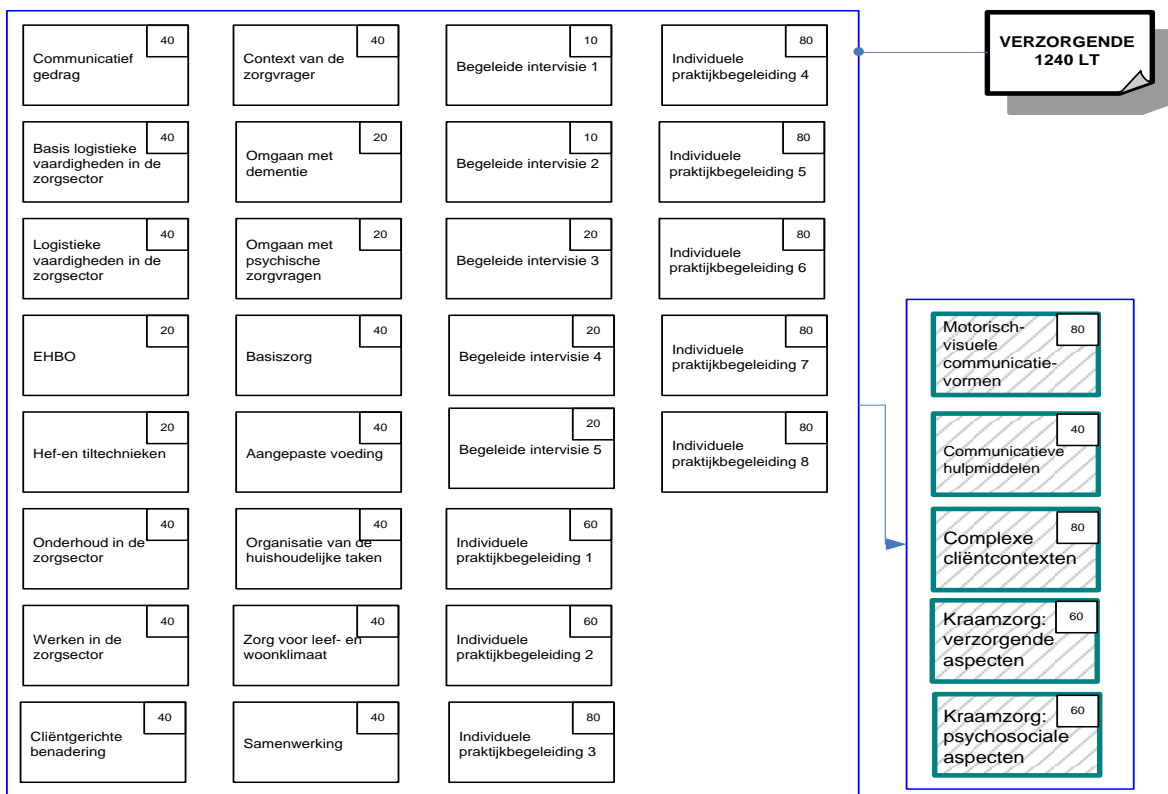 40
Communicatief
gedrag
40
Basis logistieke
vaardigheden in de
zorgsector
40
Logistieke
vaardigheden in de
zorgsector
20
EHBO
20
Hef-en tiltechnieken
40
Onderhoud in de
zorgsector
40
Werken in de
zorgsector
40
Cliëntgerichte
benadering
40
Context van de
zorgvrager
20
Omgaan met
dementie
20
Omgaan met
psychische
zorgvragen
40
Basiszorg
40
Aangepaste voeding
40
Organisatie van de
huishoudelijke taken
40
Zorg voor leef- en
woonklimaat
40
Samenwerking
10
Begeleide intervisie 1
10
Begeleide intervisie 2
20
Begeleide intervisie 3
20
Begeleide intervisie 4
20
Begeleide intervisie 5
60
Individuele
praktijkbegeleiding 1
60
Individuele
praktijkbegeleiding 2
80
Individuele
praktijkbegeleiding 3
80
Individuele
praktijkbegeleiding 4
80
Individuele
praktijkbegeleiding 5
80
Individuele
praktijkbegeleiding 6
80
Individuele
praktijkbegeleiding 7
80
Individuele
praktijkbegeleiding 8
VERZORGENDE
1240 LT
80
Motorisch-
visuele
communicatie-
vormen
40
Communicatieve
hulpmiddelen
80
Complexe
cliëntcontexten
60
Kraamzorg:
verzorgende
aspecten
60
Kraamzorg:
psychosociale
aspecten